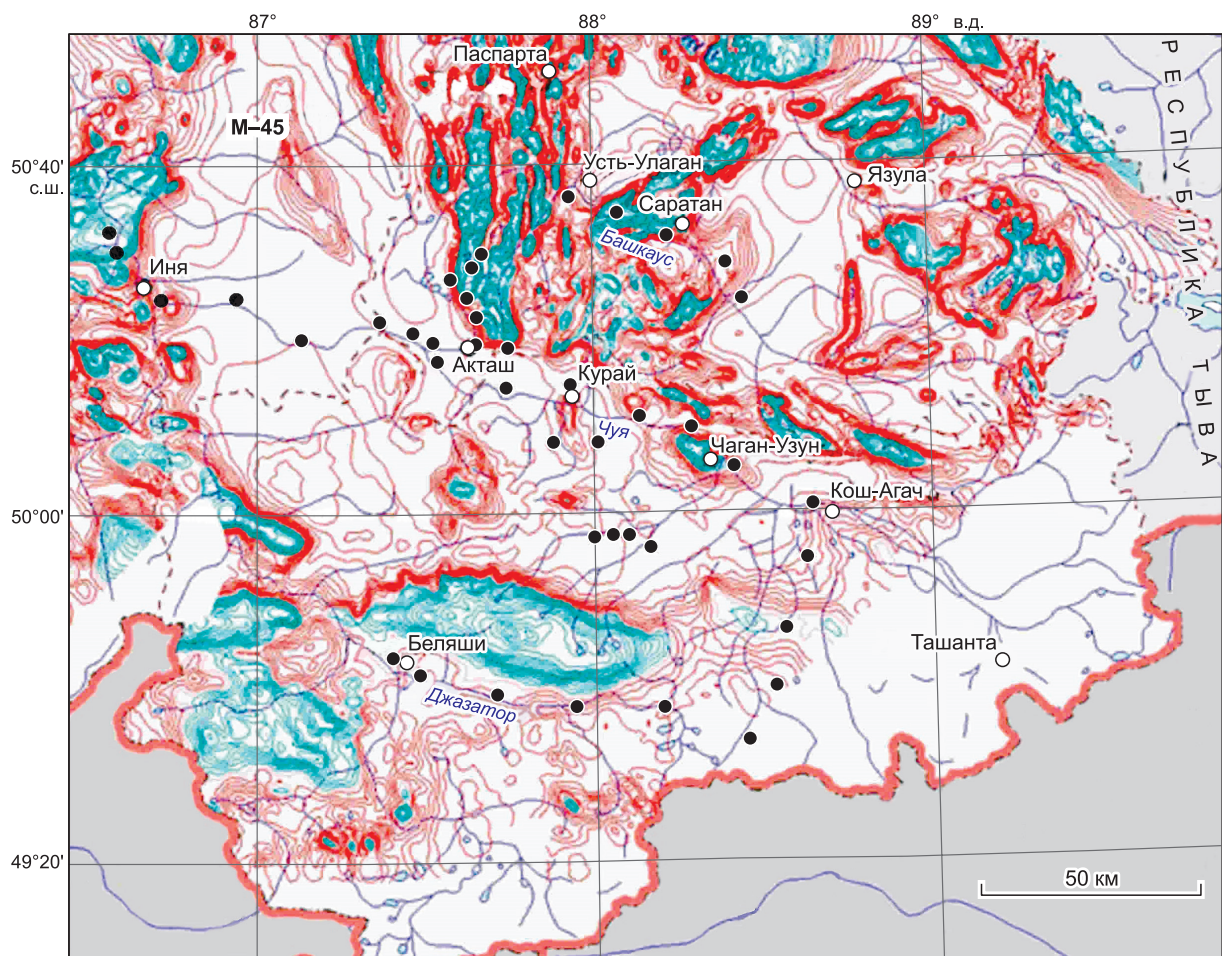 87°
88°
89° в.д.
Паспарта
М–45
РЕСПУБЛИКА ТЫВА
50°40'
с.ш.
Усть-Улаган
Язула
Саратан
Башкаус
Иня
Акташ
Курай
Чуя
Чаган-Узун
Кош-Агач
50°00'
Беляши
Ташанта
Джазатор
49°20'
50 км